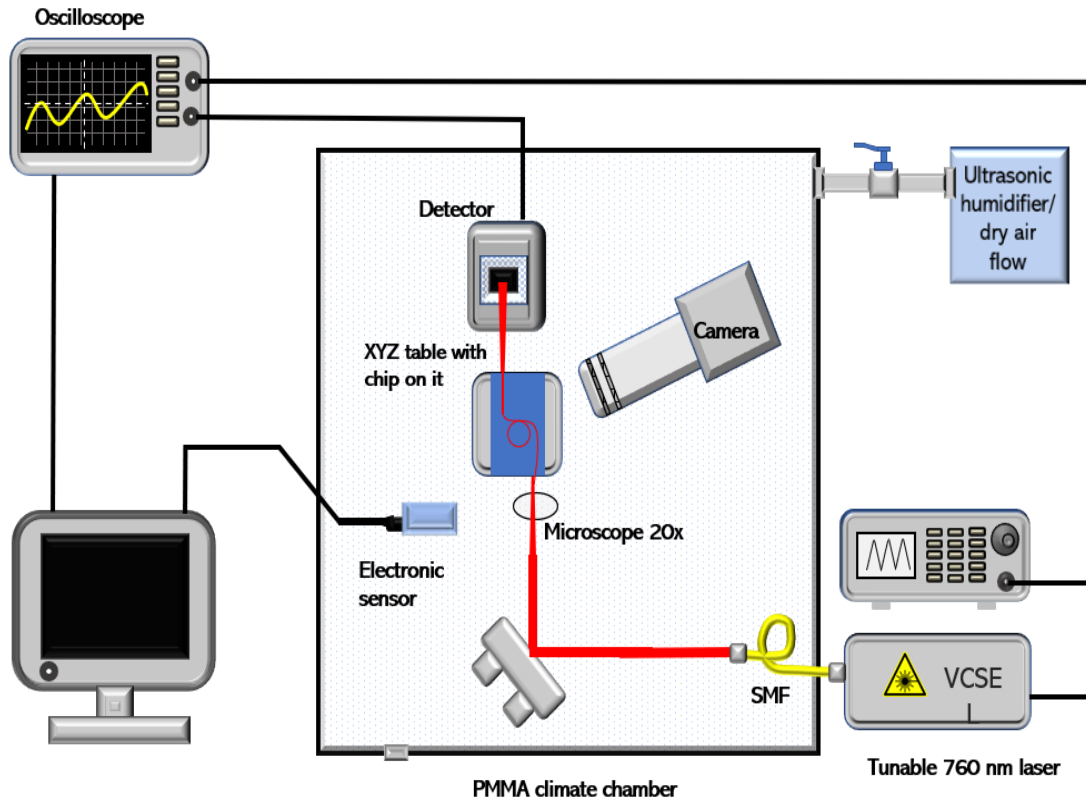 Oscilloscope
Ultrasonic
humidifier/
dry air
flow
Detector
Camera
XYZ table with
chip on it
Microscope 20x
Electronic
sensor
SMF
VCSE
L
Tunable 760 nm laser
PMMA climate chamber